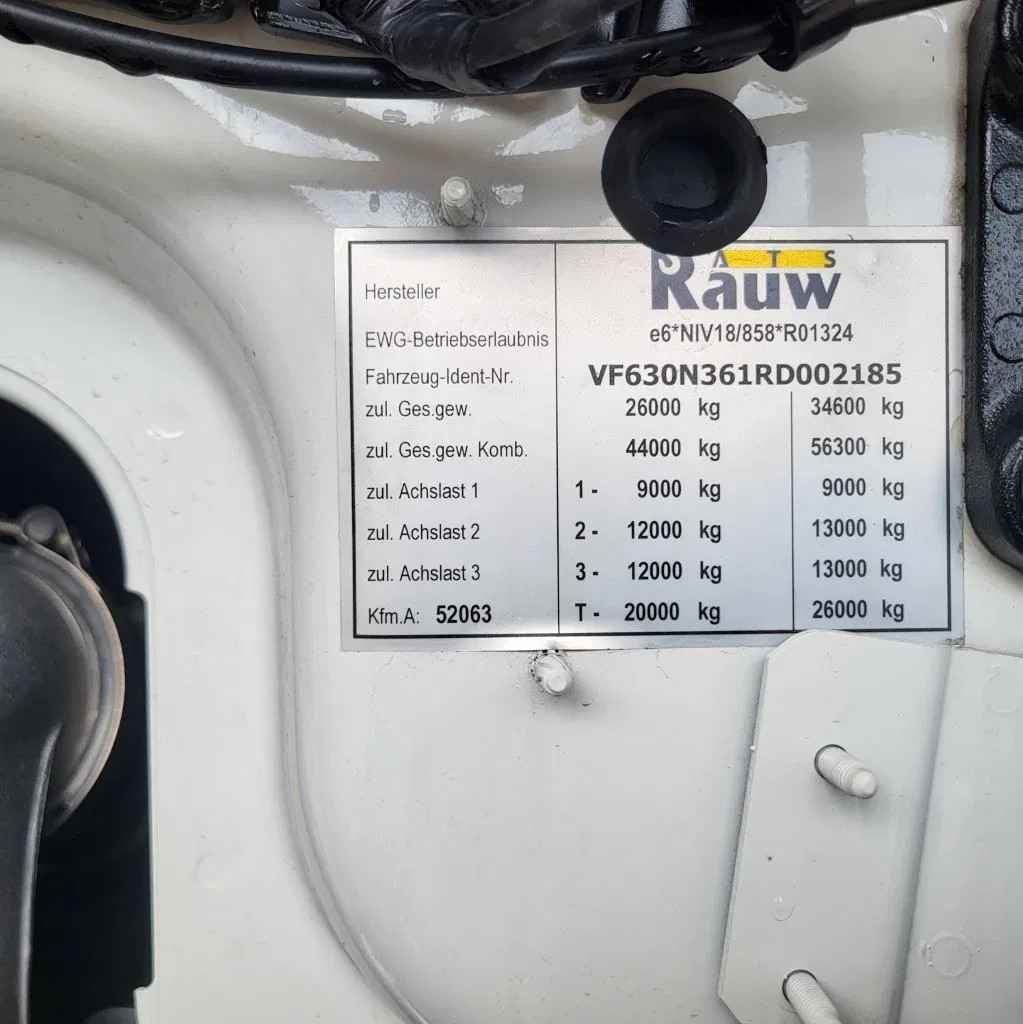 ATS
Rauw
Hersteller
EWG-Betriebserlaubnis e6*NIV18/858*R01324
Fahrzeug-Ident-Nr. VF630N361RD002185
zul. Ges.gew. 26000 kg 34600 kg
zul. Ges.gew. Komb. 44000 kg 56300 kg
zul. Achslast 1 1 - 9000 kg 9000 kg
zul. Achslast 2 2 - 12000 kg 13000 kg
zul. Achslast 3 3 - 12000 kg 13000 kg
Kfm.A: 52063 T - 20000 kg 26000 kg